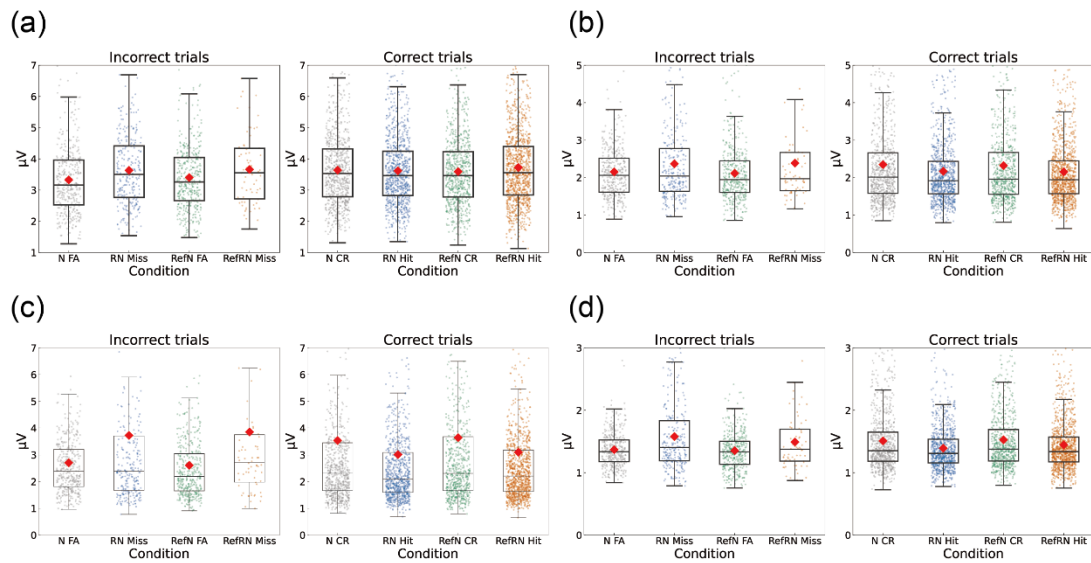 (a)
Incorrect trials
7
6
5
4
3
2
1
μV
N FA RN Miss RefN FA RefRN Miss
Condition
Correct trials
7
6
5
4
3
2
1
μV
N CR RN Hit RefN CR RefRN Hit
Condition
(b)
Incorrect trials
5
4
3
2
1
0
μV
N FA RN Miss RefN FA RefRN Miss
Condition
Correct trials
5
4
3
2
1
0
μV
N CR RN Hit RefN CR RefRN Hit
Condition
(c)
Incorrect trials
7
6
5
4
3
2
1
0
μV
N FA RN Miss RefN FA RefRN Miss
Condition
Correct trials
7
6
5
4
3
2
1
0
μV
N CR RN Hit RefN CR RefRN Hit
Condition
(d)
Incorrect trials
3
2
1
0
μV
N FA RN Miss RefN FA RefRN Miss
Condition
Correct trials
3
2
1
0
μV
N CR RN Hit RefN CR RefRN Hit
Condition